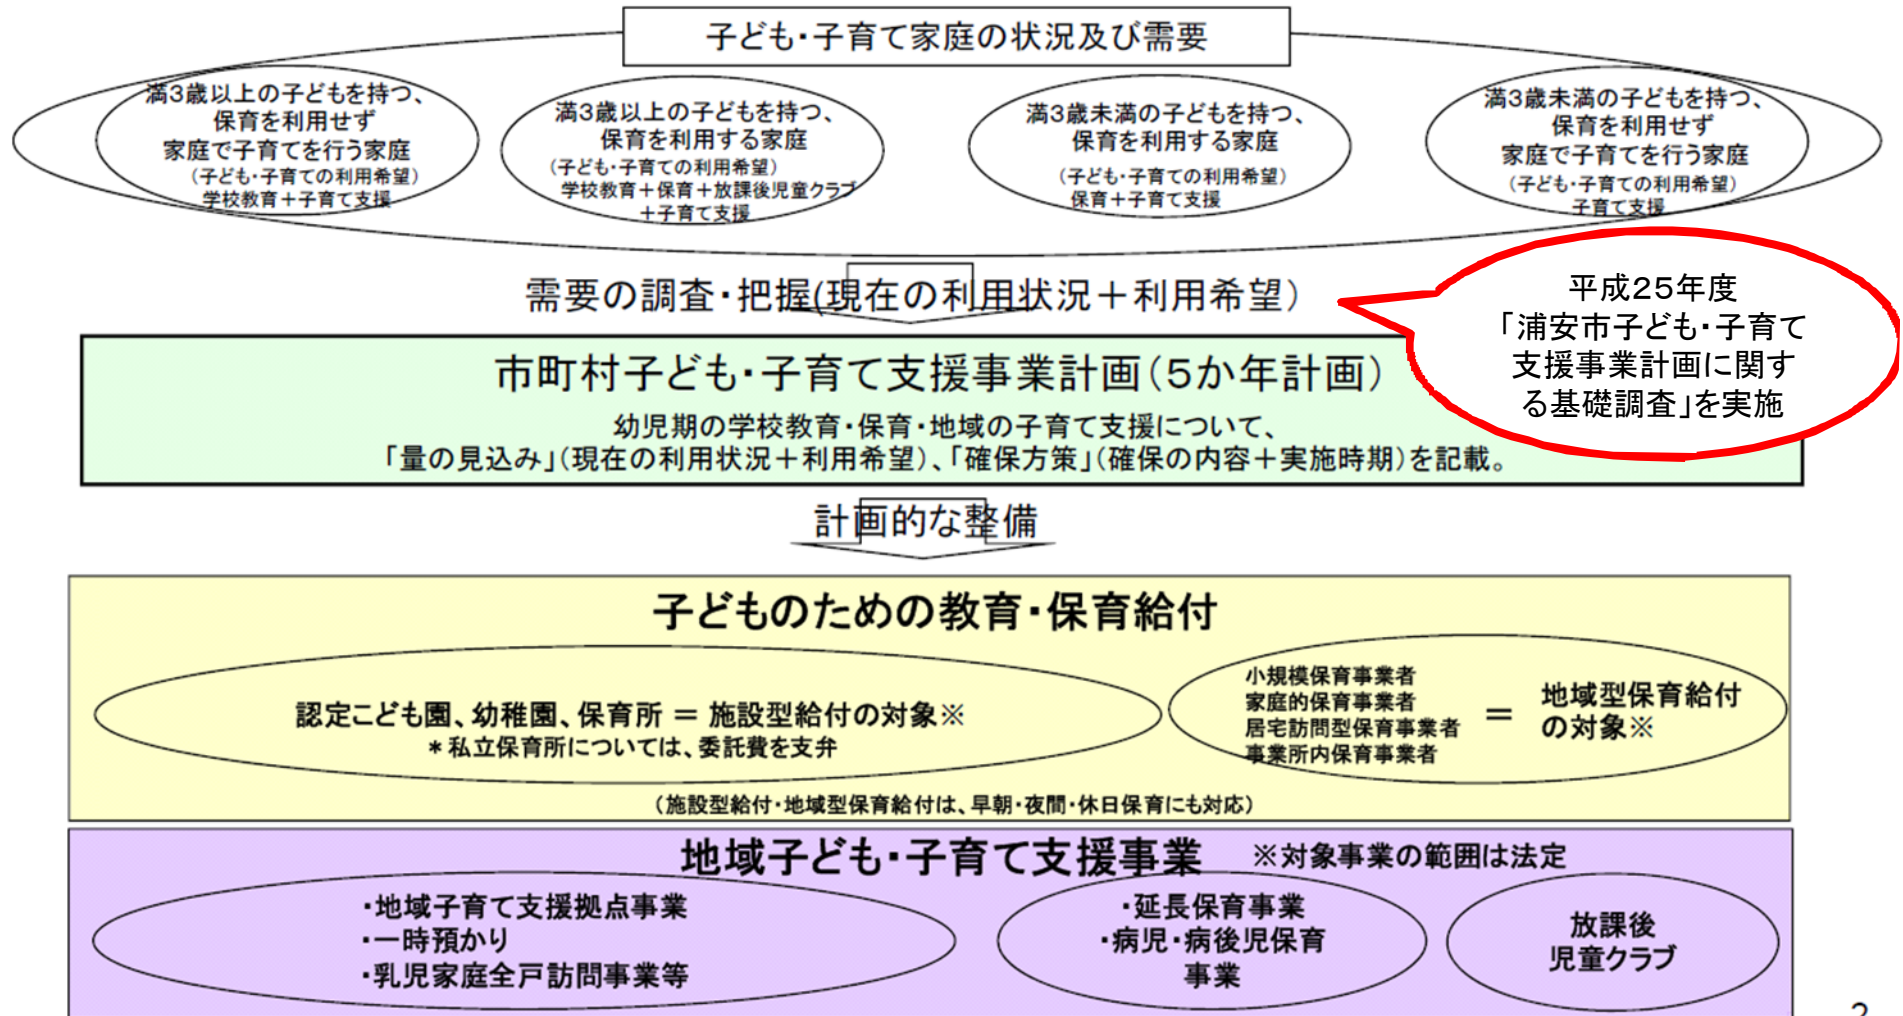 子ども・子育て家庭の状況及び需要
満3歳以上の子どもを持つ、
保育を利用せず
家庭で子育てを行う家庭
(子ども・子育ての利用希望)
学校教育＋子育て支援
満3歳以上の子どもを持つ、
保育を利用する家庭
(子ども・子育ての利用希望)
学校教育＋保育＋放課後児童クラブ
＋子育て支援
満3歳未満の子どもを持つ、
保育を利用する家庭
(子ども・子育ての利用希望)
保育＋子育て支援
満3歳未満の子どもを持つ、
保育を利用せず
家庭で子育てを行う家庭
(子ども・子育ての利用希望)
子育て支援
需要の調査・把握(現在の利用状況＋利用希望)
平成25年度
「浦安市子ども・子育て
支援事業計画に関す
る基礎調査」を実施
市町村子ども・子育て支援事業計画(5か年計画)
幼児期の学校教育・保育・地域の子育て支援について、
「量の見込み」(現在の利用状況＋利用希望)、「確保方策」(確保の内容＋実施時期)を記載。
計画的な整備
子どものための教育・保育給付
認定こども園、幼稚園、保育所 ＝ 施設型給付の対象※
＊私立保育所については、委託費を支弁
小規模保育事業者
家庭的保育事業者
居宅訪問型保育事業者
事業所内保育事業者
＝
地域型保育給付
の対象※
(施設型給付・地域型保育給付は、早朝・夜間・休日保育にも対応)
地域子ども・子育て支援事業 ※対象事業の範囲は法定
・地域子育て支援拠点事業
・一時預かり
・乳児家庭全戸訪問事業等
・延長保育事業
・病児・病後児保育
事業
放課後
児童クラブ
2